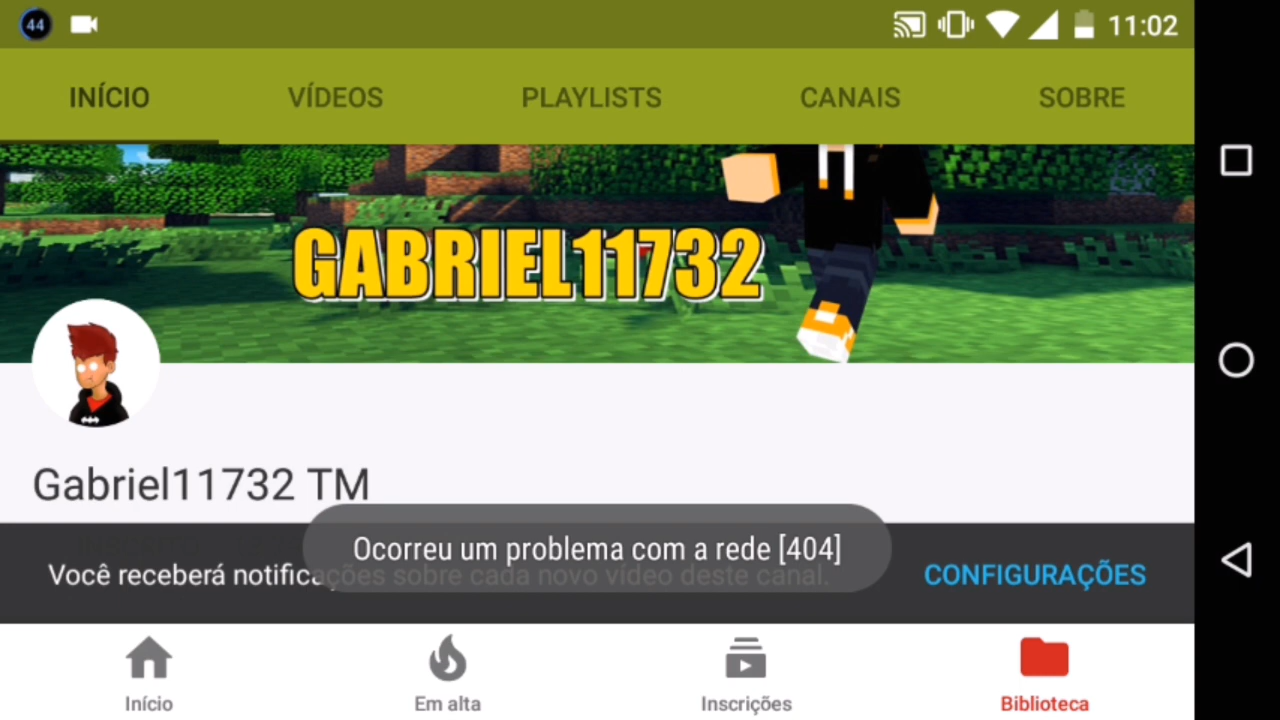 44
11:02
INÍCIO
VÍDEOS
PLAYLISTS
CANAIS
SOBRE
GABRIEL11732
Gabriel11732 TM
INSCRITO
Ocorreu um problema com a rede [404]
Você receberá notificações sobre cada novo vídeo deste canal.
CONFIGURAÇÕES
Início
Em alta
Inscrições
Biblioteca